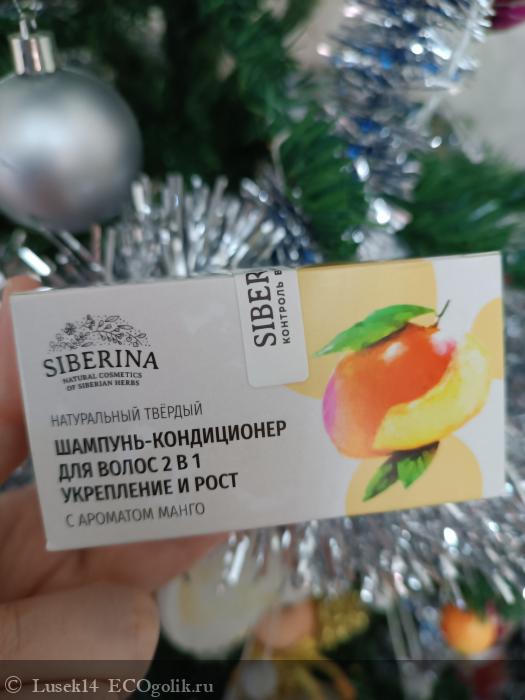 SIBERINA
NATURAL COSMETICS
OF SIBERIAN HERBS
SIBER
КОНТРОЛЬ В
НАТУРАЛЬНЫЙ ТВЁРДЫЙ
ШАМПУНЬ-КОНДИЦИОНЕР
ДЛЯ ВОЛОС 2 В 1
УКРЕПЛЕНИЕ И РОСТ
С АРОМАТОМ МАНГО
© Lusek14 ECOgolik.ru